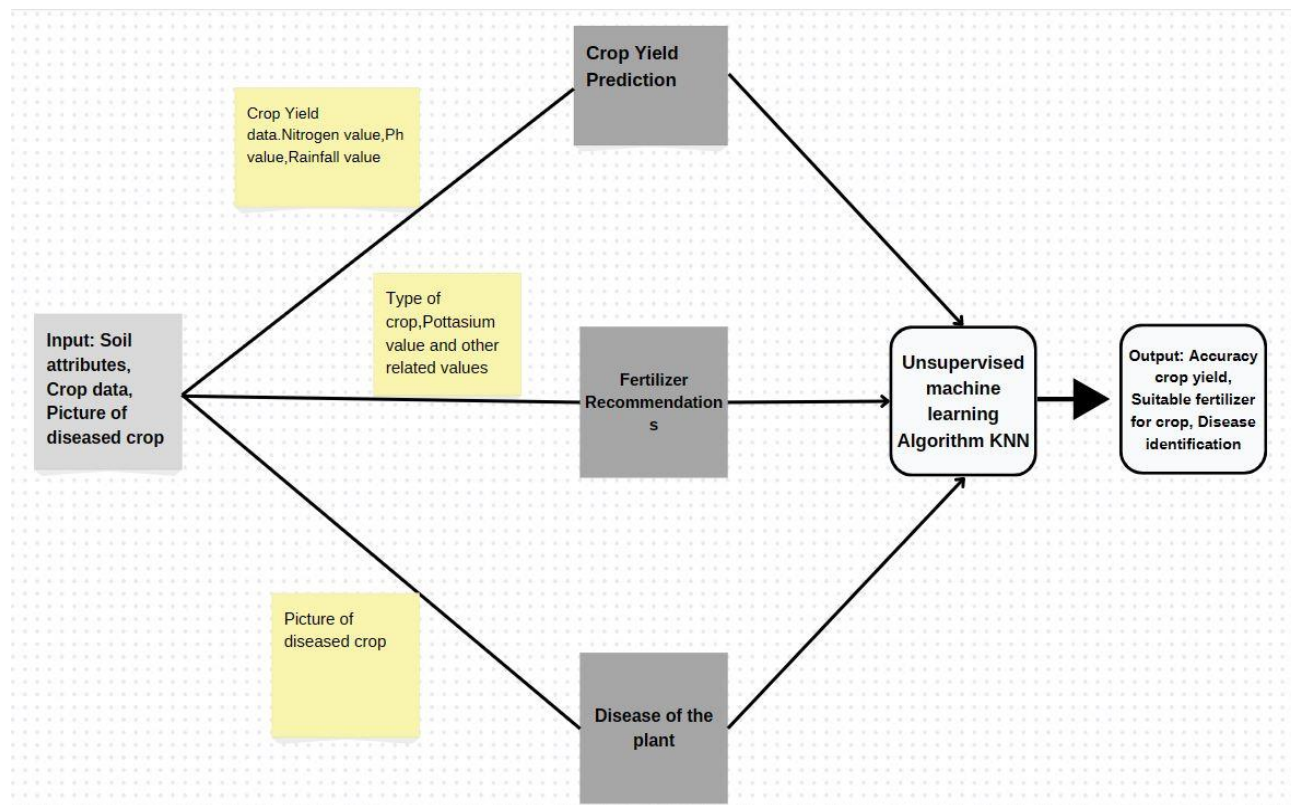 Crop Yield
Prediction
Crop Yield
data.Nitrogen value,Ph
value,Rainfall value
Type of
crop,Pottasium
value and other
related values
Input: Soil
attributes,
Crop data,
Picture of
diseased crop
Fertilizer
Recommendation
s
Unsupervised
machine
learning
Algorithm KNN
Output: Accuracy
crop yield,
Suitable fertilizer
for crop, Disease
identification
Picture of
diseased crop
Disease of the
plant